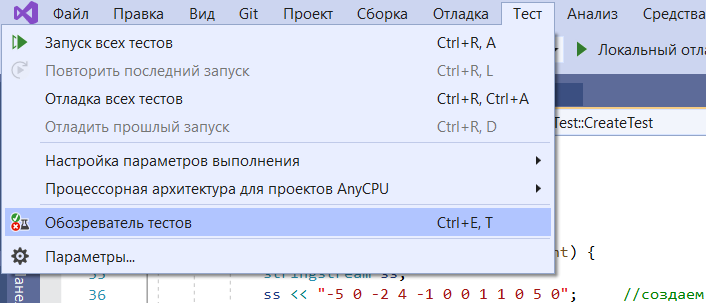 Файл Правка Вид Git Проект Сборка Отладка Тест Анализ Средства
Запуск всех тестов Ctrl+R, A
Локальный отла
Повторить последний запуск Ctrl+R, L
Отладка всех тестов Ctrl+R, Ctrl+A
Отладить прошлый запуск Ctrl+R, D
Test::CreateTest
Настройка параметров выполнения
Процессорная архитектура для проектов AnyCPU
Обозреватель тестов Ctrl+E, T
Параметры...
nt) {
35 stringstream ss;
36 ss << "-5 0 -2 4 -1 0 0 1 1 0 5 0"; //создаем